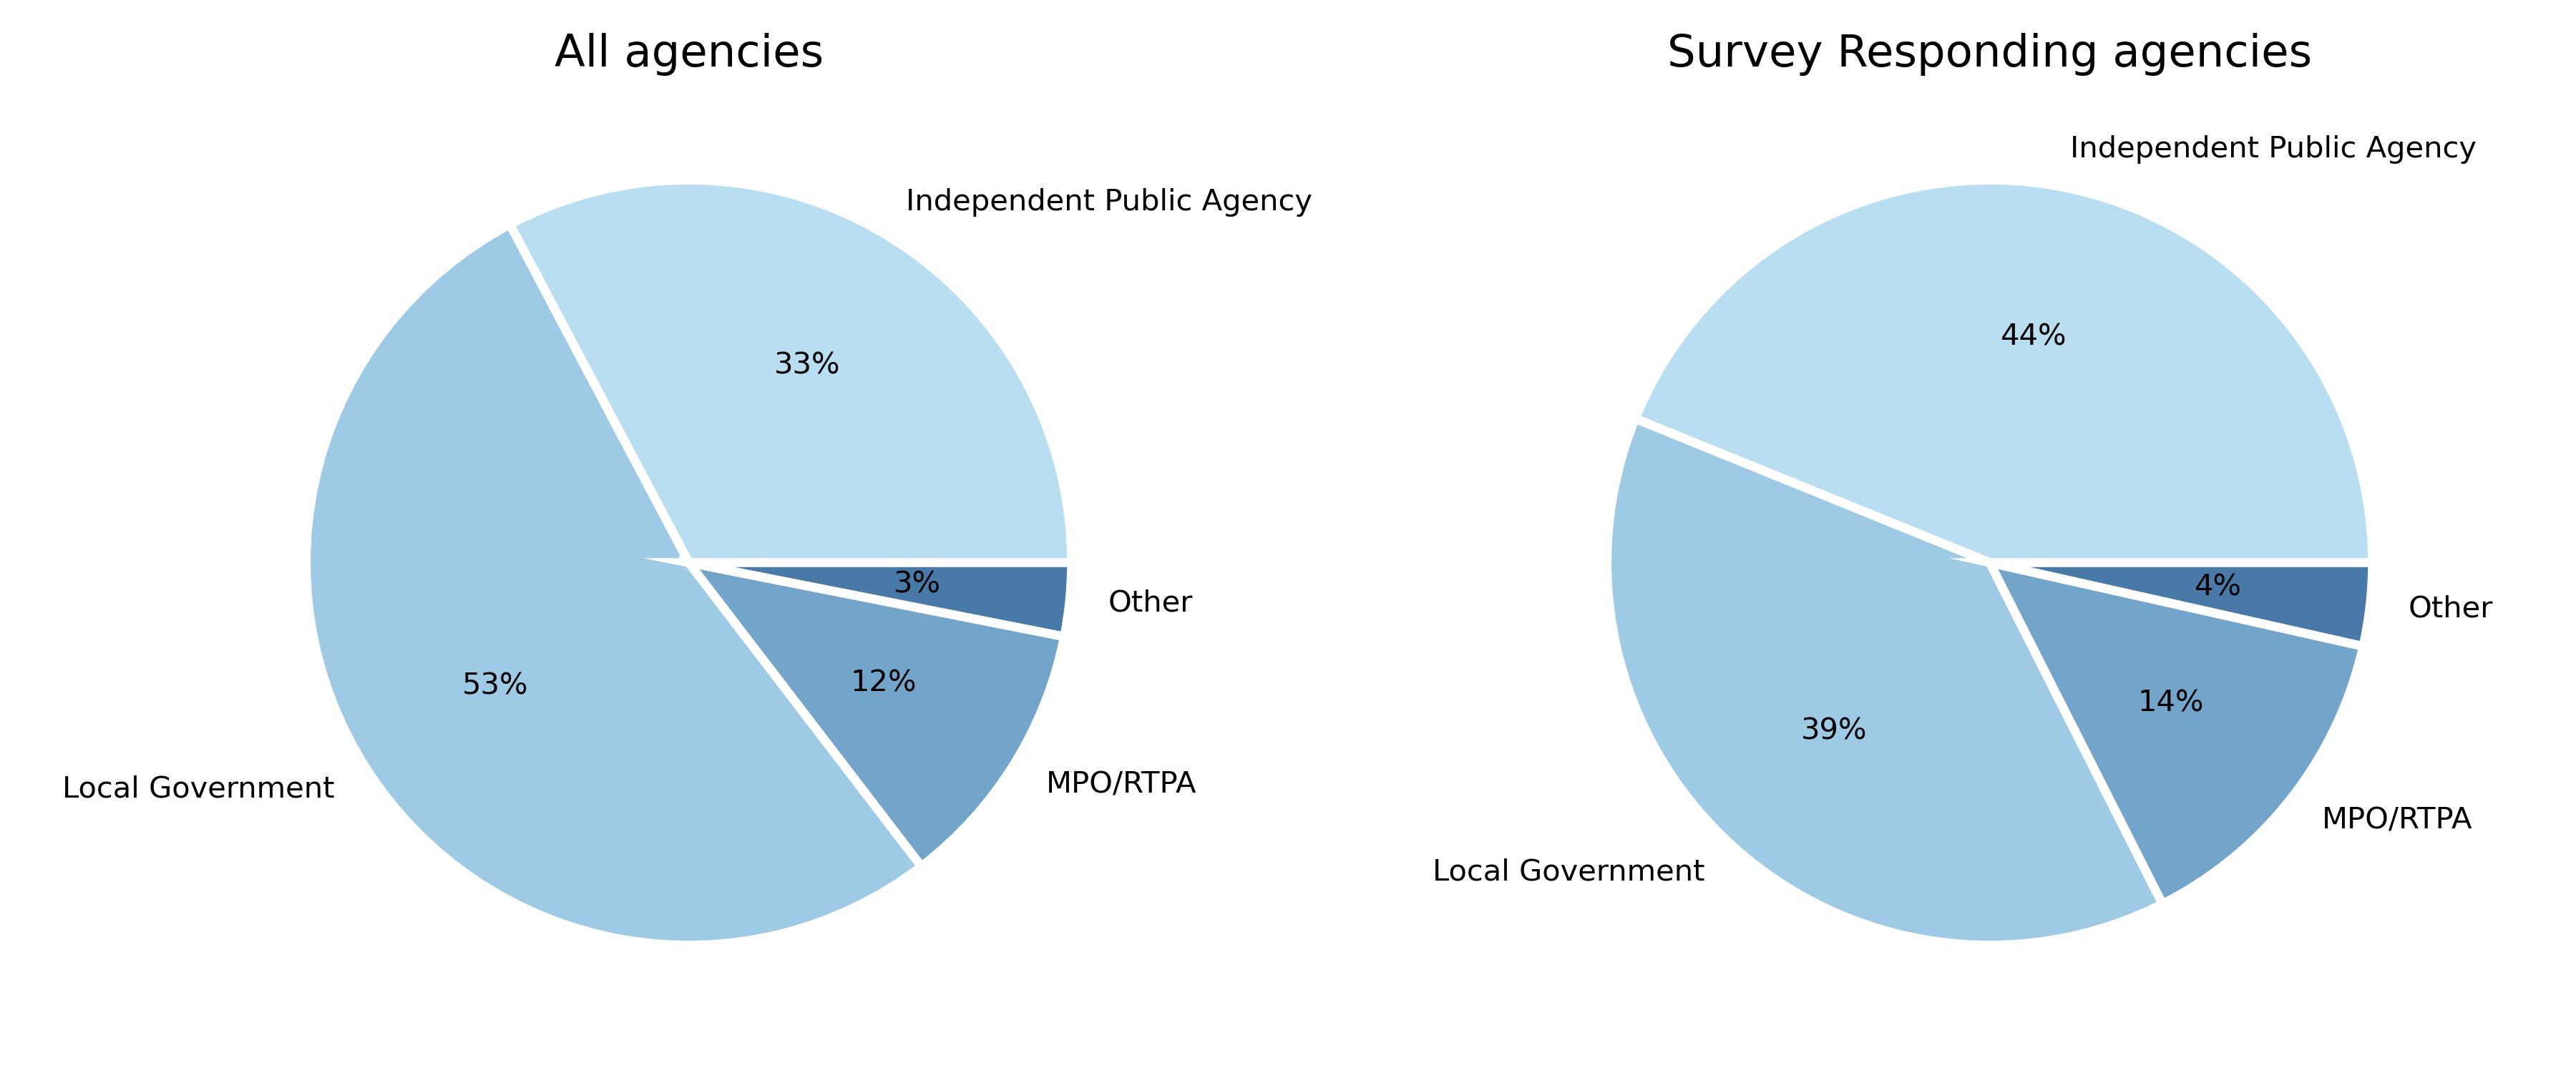 All agencies
Independent Public Agency
33%
3%
Other
12%
53%
MPO/RTPA
Local Government
Survey Responding agencies
Independent Public Agency
44%
4%
Other
14%
39%
MPO/RTPA
Local Government